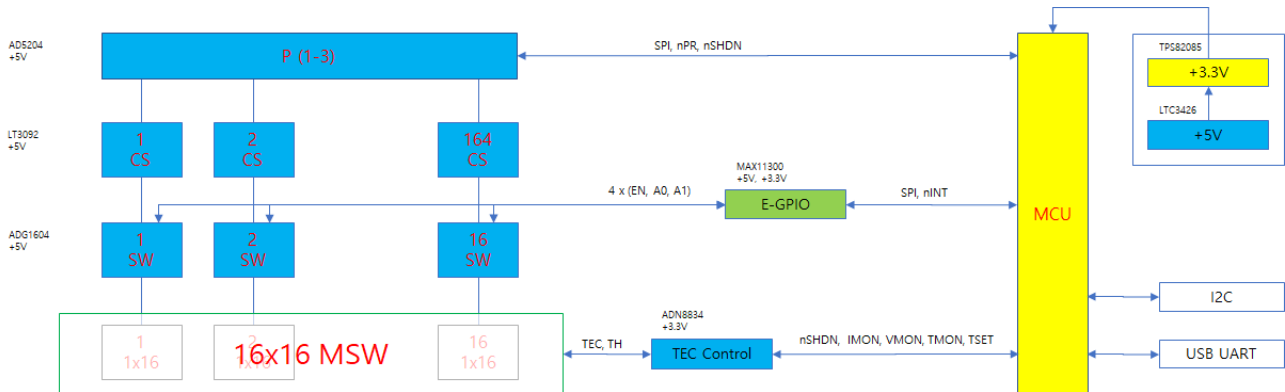 AD5204
+5V
P (1-3)
SPI, nPR, nSHDN
TPS82085
+3.3V
LTC3426
+5V
LT3092
+5V
1
CS
2
CS
164
CS
4 x (EN, A0, A1)
MAX11300
+5V, +3.3V
E-GPIO
SPI, nINT
MCU
ADG1604
+5V
1
SW
2
SW
16
SW
I2C
1
1x16
2
1x16
16
1x16
16x16 MSW
TEC, TH
ADN8834
+3.3V
TEC Control
nSHDN, IMON, VMON, TMON, TSET
USB UART